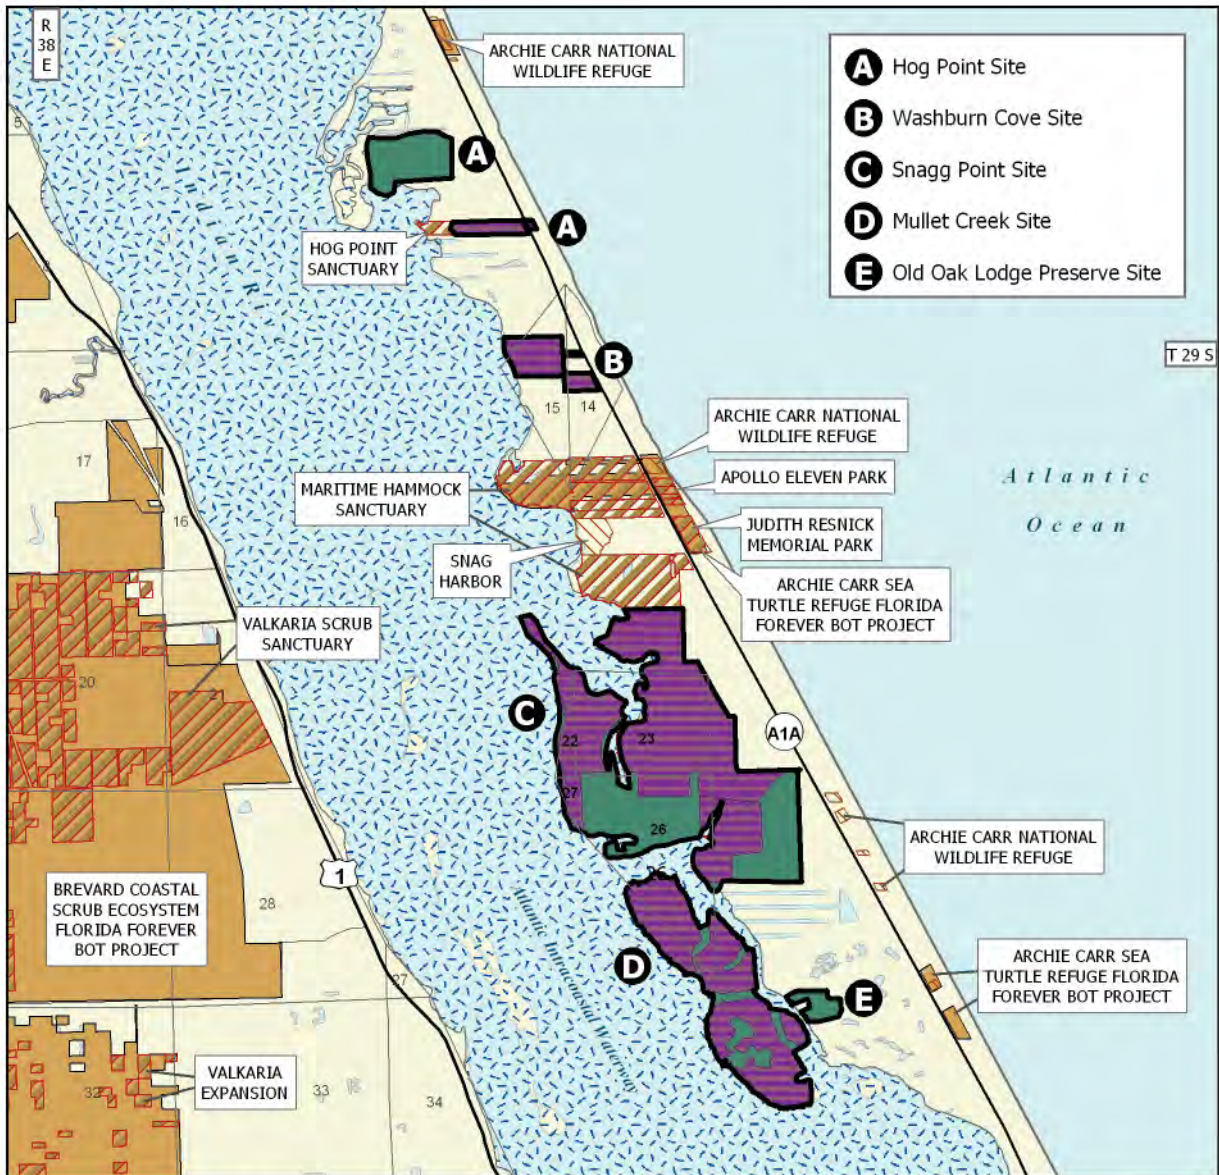 R
38
E
ARCHIE CARR NATIONAL
WILDLIFE REFUGE
A Hog Point Site
B Washburn Cove Site
C Snagg Point Site
D Mullet Creek Site
E Old Oak Lodge Preserve Site
5
A
Indian River
A
HOG POINT
SANCTUARY
T 29 S
B
15
14
ARCHIE CARR NATIONAL
WILDLIFE REFUGE
17
APOLLO ELEVEN PARK
Atlantic
Ocean
MARITIME HAMMOCK
SANCTUARY
16
JUDITH RESNICK
MEMORIAL PARK
SNAG
HARBOR
ARCHIE CARR SEA
TURTLE REFUGE FLORIDA
FOREVER BOT PROJECT
VALKARIA SCRUB
SANCTUARY
20
21
C
22
23
A1A
27
26
ARCHIE CARR NATIONAL
WILDLIFE REFUGE
1
BREVARD COASTAL
SCRUB ECOSYSTEM
FLORIDA FOREVER
BOT PROJECT
28
Atlantic Intracoastal Waterway
D
27
ARCHIE CARR SEA
TURTLE REFUGE FLORIDA
FOREVER BOT PROJECT
E
VALKARIA
EXPANSION
32
33
34